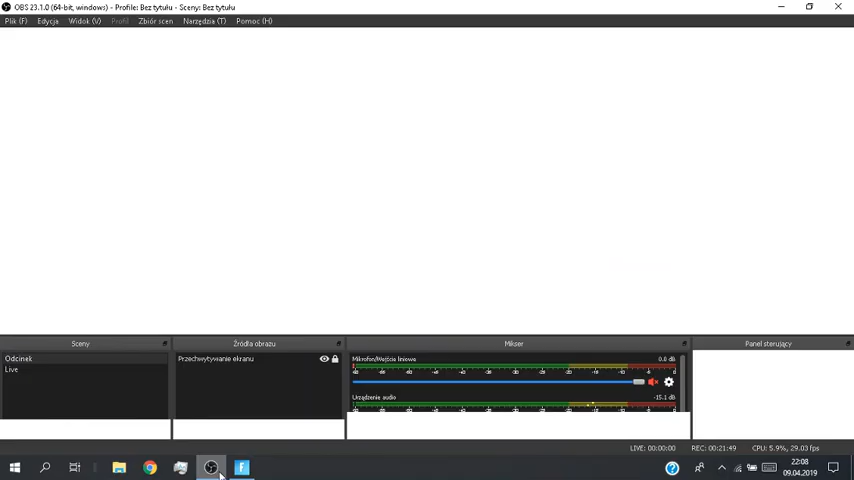 OBS 23.1.0 (64-bit, windows) - Profile: Bez tytułu - Sceny: Bez tytułu
Plik (F) Edycja Widok (V) Profil Zbiór scen Narzędzia (T) Pomoc (H)
Sceny Źródła obrazu Mikser Panel sterujący
Odcinek Przechwytywanie ekranu Mikrofon/Wejście liniowe 0.0 dB
Live
Urządzenie audio -15.1 dB
LIVE: 00:00:00 REC: 00:21:49 CPU: 5.9%, 29.03 fps
22:08
09.04.2019